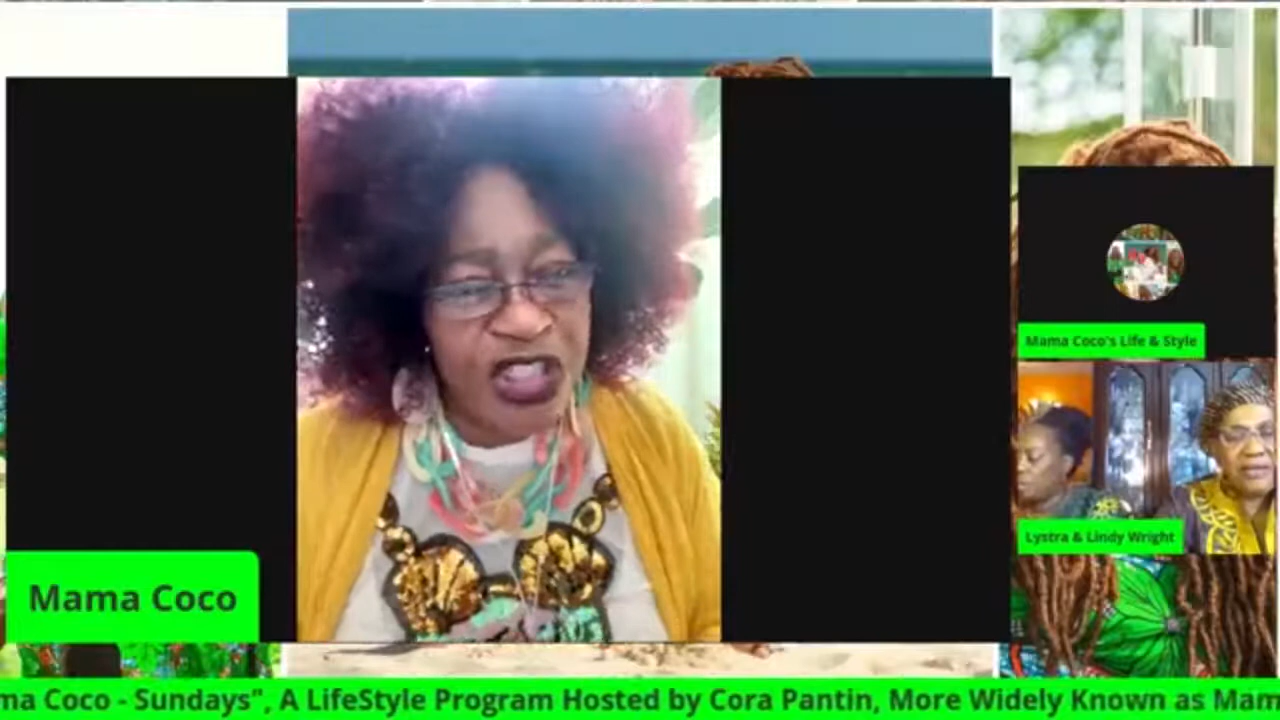 Mama Coco's Life & Style
Lystra & Lindy Wright
Mama Coco
ma Coco - Sundays", A LifeStyle Program Hosted by Cora Pantin, More Widely Known as Mam